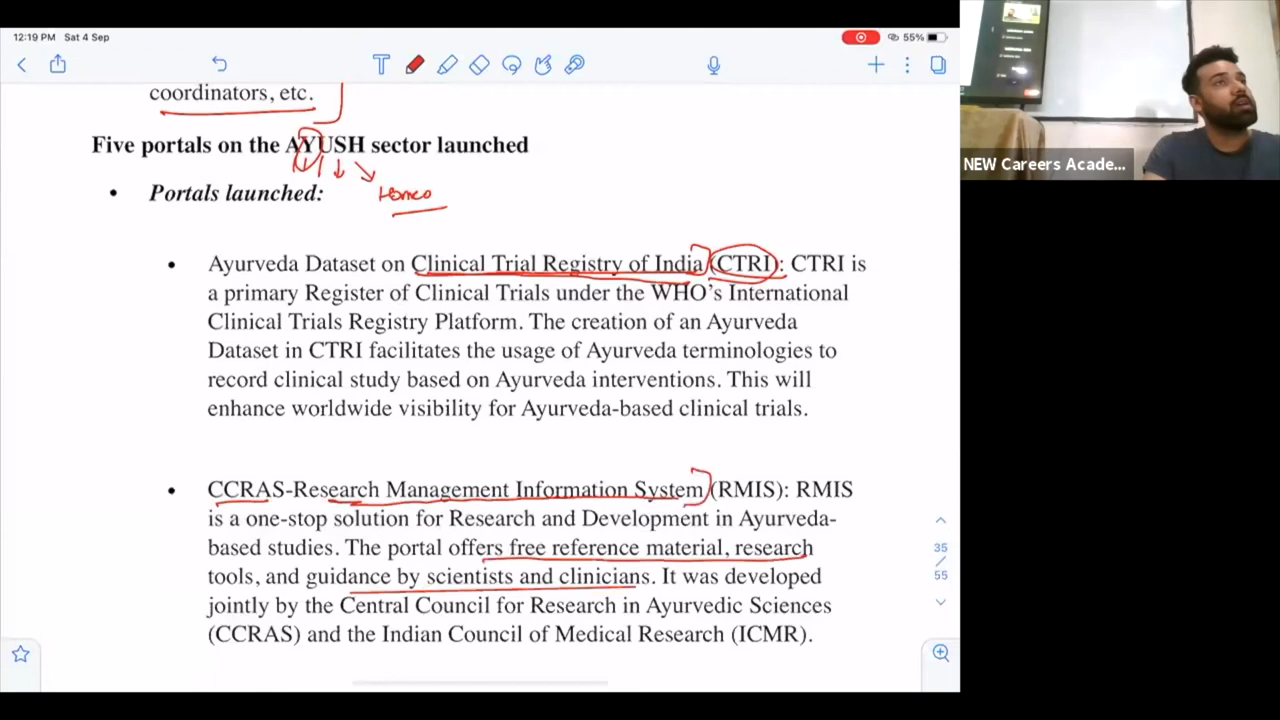 12:19 PM Sat 4 Sep
55%
coordinators, etc.
Five portals on the AYUSH sector launched
• Portals launched:
Homeo
• Ayurveda Dataset on Clinical Trial Registry of India (CTRI): CTRI is
a primary Register of Clinical Trials under the WHO’s International
Clinical Trials Registry Platform. The creation of an Ayurveda
Dataset in CTRI facilitates the usage of Ayurveda terminologies to
record clinical study based on Ayurveda interventions. This will
enhance worldwide visibility for Ayurveda-based clinical trials.
• CCRAS-Research Management Information System (RMIS): RMIS
is a one-stop solution for Research and Development in Ayurveda-
based studies. The portal offers free reference material, research
tools, and guidance by scientists and clinicians. It was developed
jointly by the Central Council for Research in Ayurvedic Sciences
(CCRAS) and the Indian Council of Medical Research (ICMR).
35
/
55
NEW Careers Acade...